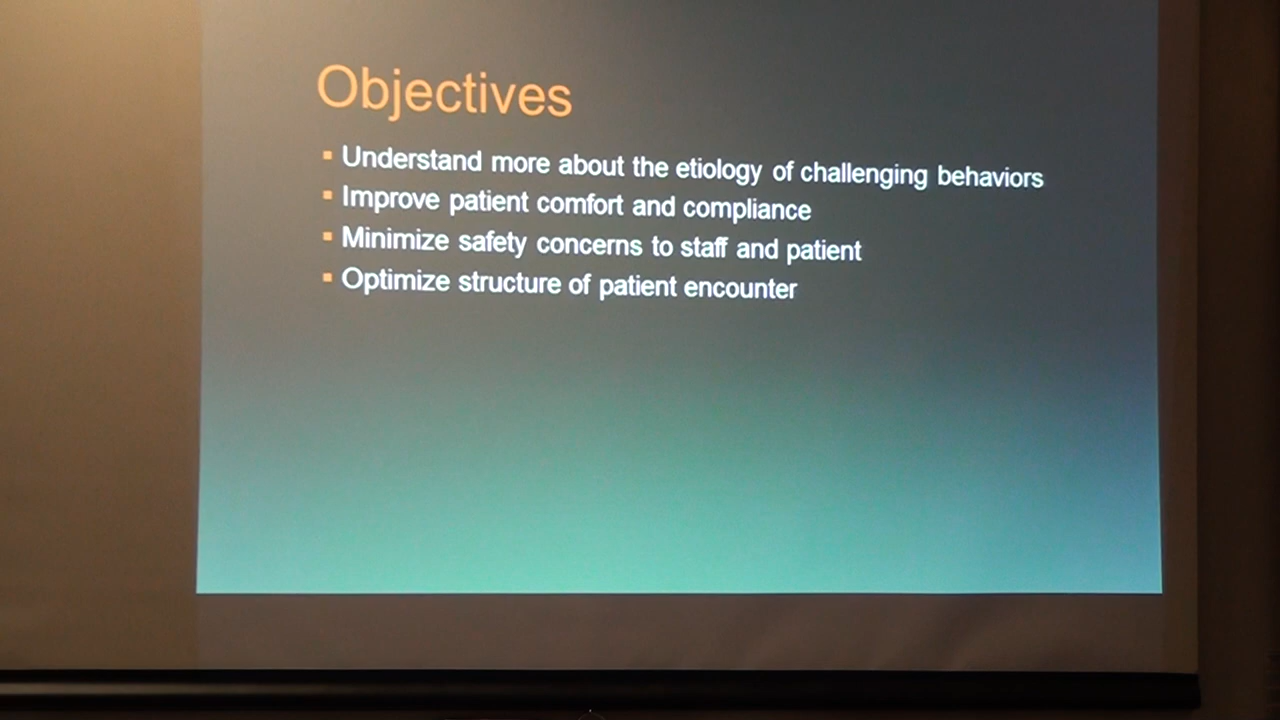 Objectives
▪ Understand more about the etiology of challenging behaviors
▪ Improve patient comfort and compliance
▪ Minimize safety concerns to staff and patient
▪ Optimize structure of patient encounter